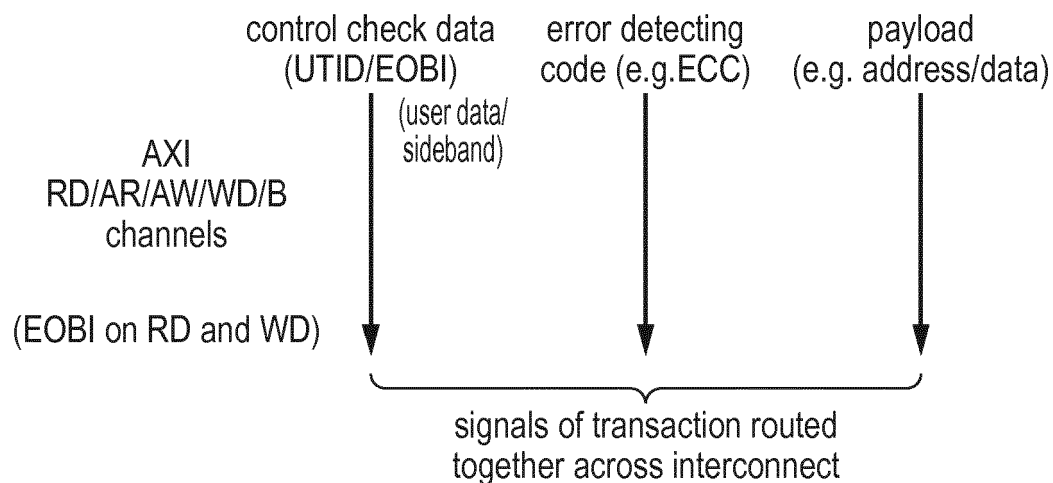 control check data
(UTID/EOBI)
(user data/
sideband)
error detecting
code (e.g.ECC)
payload
(e.g. address/data)
AXI
RD/AR/AW/WD/B
channels
(EOBI on RD and WD)
signals of transaction routed
together across interconnect